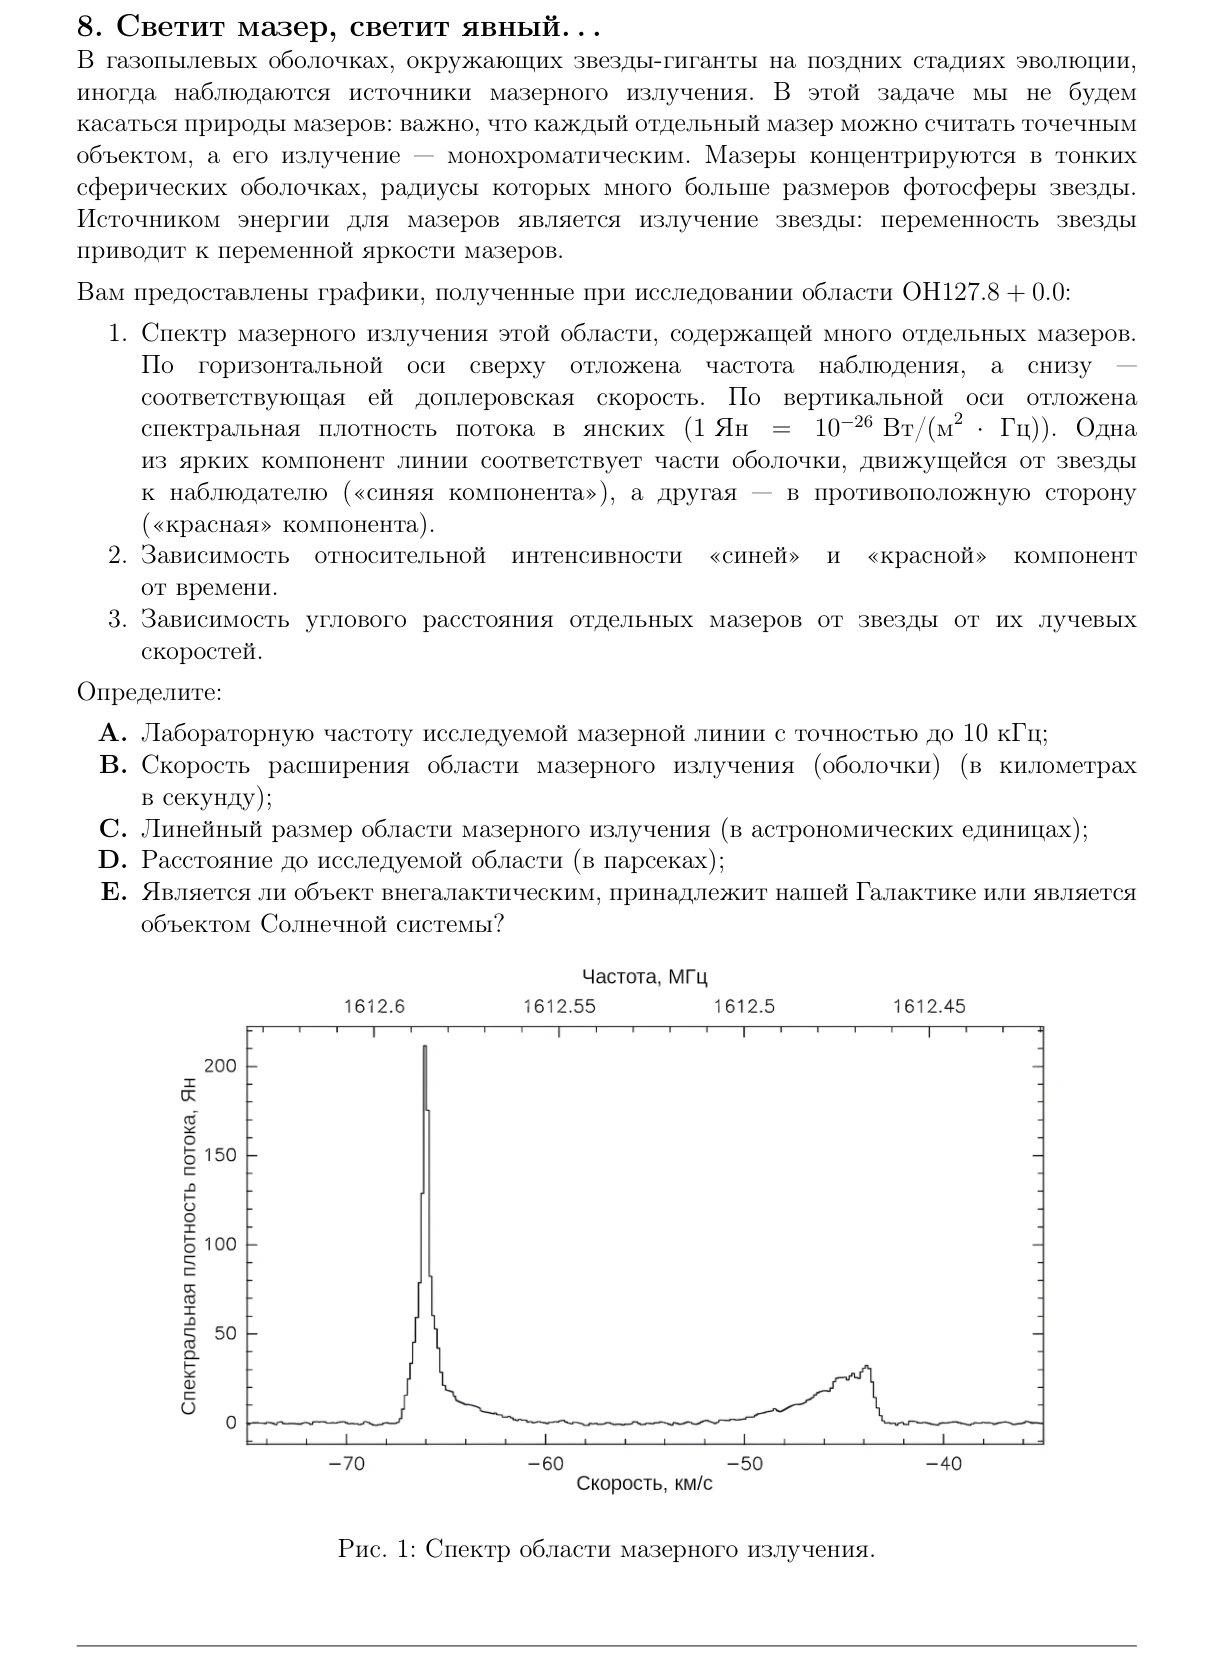 8. Светит мазер, светит явный...
В газопылевых оболочках, окружающих звезды-гиганты на поздних стадиях эволюции,
иногда наблюдаются источники мазерного излучения. В этой задаче мы не будем
касаться природы мазеров: важно, что каждый отдельный мазер можно считать точечным
объектом, а его излучение — монохроматическим. Мазеры концентрируются в тонких
сферических оболочках, радиусы которых много больше размеров фотосферы звезды.
Источником энергии для мазеров является излучение звезды: переменность звезды
приводит к переменной яркости мазеров.
Вам предоставлены графики, полученные при исследовании области OH127.8 + 0.0:
1. Спектр мазерного излучения этой области, содержащей много отдельных мазеров.
По горизонтальной оси сверху отложена частота наблюдения, а снизу —
соответствующая ей доплеровская скорость. По вертикальной оси отложена
спектральная плотность потока в янских (1 Ян = 10⁻²⁶ Вт/(м² · Гц)). Одна
из ярких компонент линии соответствует части оболочки, движущейся от звезды
к наблюдателю («синяя компонента»), а другая — в противоположную сторону
(«красная» компонента).
2. Зависимость относительной интенсивности «синей» и «красной» компонент
от времени.
3. Зависимость углового расстояния отдельных мазеров от звезды от их лучевых
скоростей.
Определите:
A. Лабораторную частоту исследуемой мазерной линии с точностью до 10 кГц;
B. Скорость расширения области мазерного излучения (оболочки) (в километрах
в секунду);
C. Линейный размер области мазерного излучения (в астрономических единицах);
D. Расстояние до исследуемой области (в парсеках);
E. Является ли объект внегалактическим, принадлежит нашей Галактике или является
объектом Солнечной системы?
Частота, МГц
1612.6 1612.55 1612.5 1612.45
Спектральная плотность потока, Ян
200
150
100
50
0
−70 −60 −50 −40
Скорость, км/с
Рис. 1: Спектр области мазерного излучения.